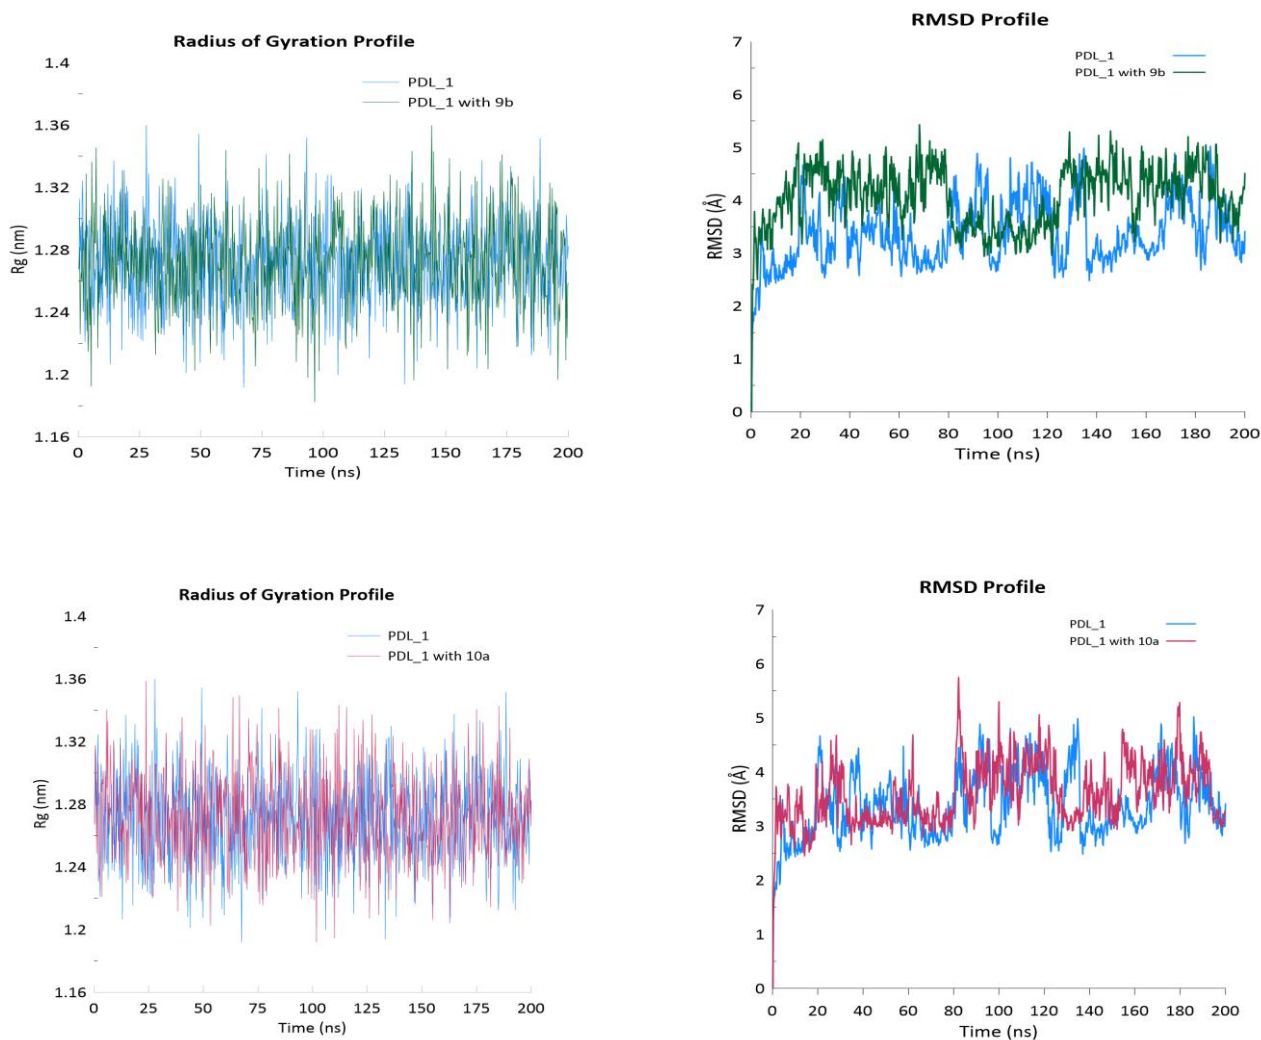 Radius of Gyration Profile
PDL_1
PDL_1 with 9b
1.4
1.36
1.32
1.28
1.24
1.2
1.16
Rg (nm)
0 25 50 75 100 125 150 175 200
Time (ns)
RMSD Profile
PDL_1
PDL_1 with 9b
7
6
5
4
3
2
1
0
RMSD (Å)
0 20 40 60 80 100 120 140 160 180 200
Time (ns)
Radius of Gyration Profile
PDL_1
PDL_1 with 10a
1.4
1.36
1.32
1.28
1.24
1.2
1.16
Rg (nm)
0 25 50 75 100 125 150 175 200
Time (ns)
RMSD Profile
PDL_1
PDL_1 with 10a
7
6
5
4
3
2
1
0
RMSD (Å)
0 20 40 60 80 100 120 140 160 180 200
Time (ns)